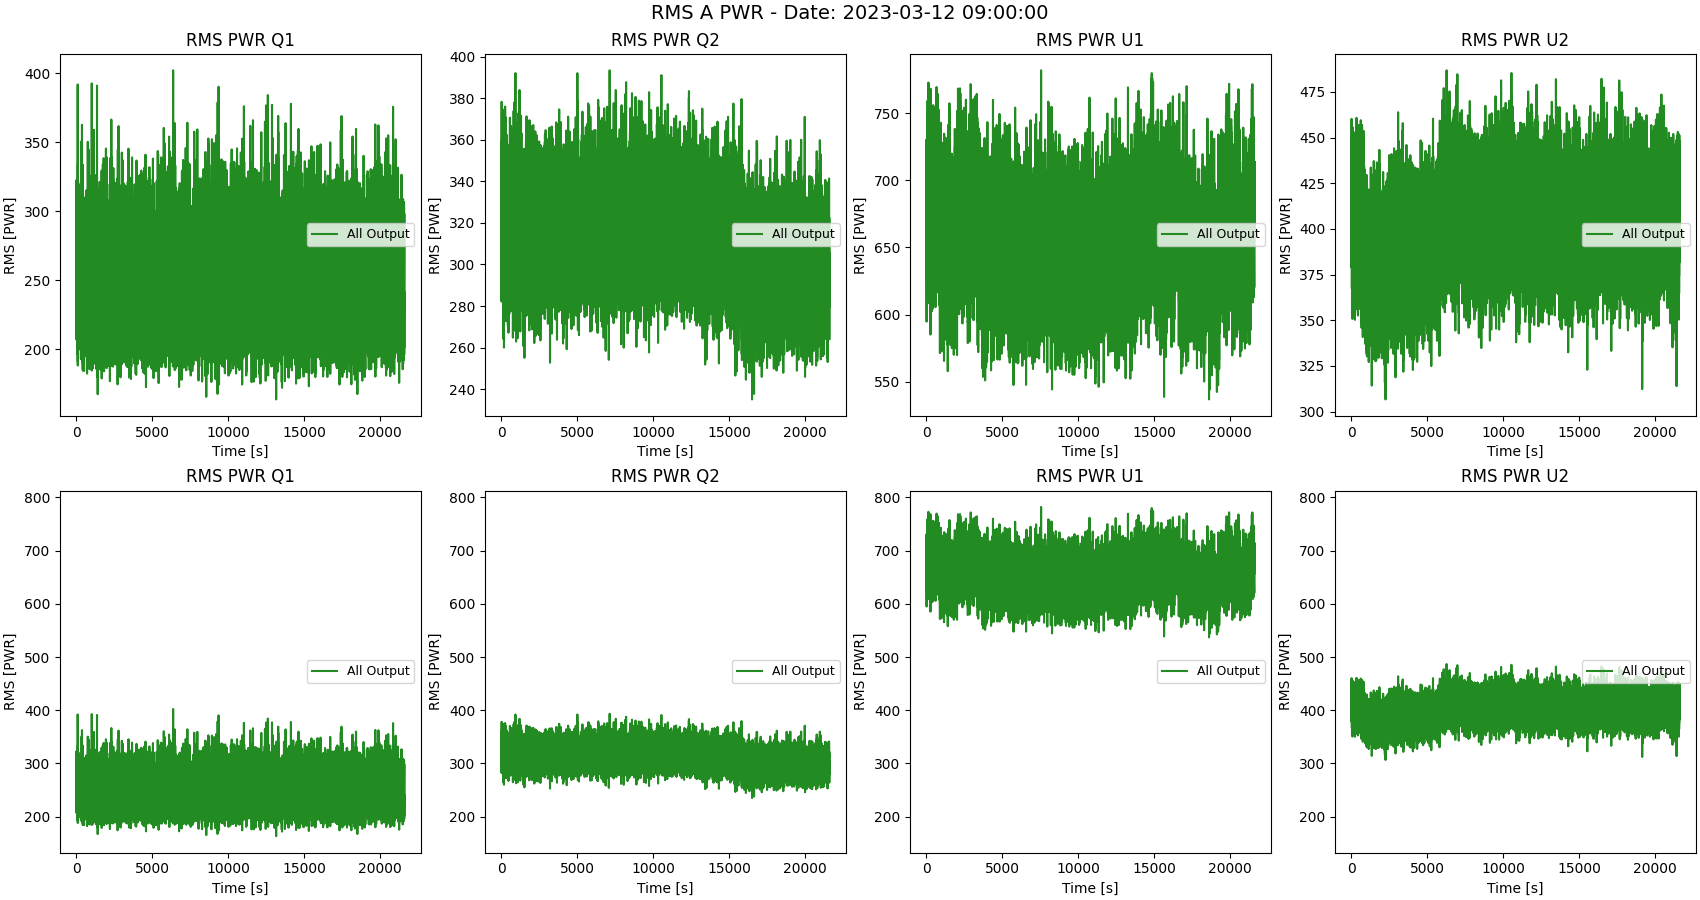 RMS A PWR - Date: 2023-03-12 09:00:00
RMS PWR Q1
RMS [PWR]
400
350
300
250
200
All Output
0 5000 10000 15000 20000
Time [s]
RMS PWR Q2
RMS [PWR]
400
380
360
340
320
300
280
260
240
All Output
0 5000 10000 15000 20000
Time [s]
RMS PWR U1
RMS [PWR]
750
700
650
600
550
All Output
0 5000 10000 15000 20000
Time [s]
RMS PWR U2
RMS [PWR]
475
450
425
400
375
350
325
300
All Output
0 5000 10000 15000 20000
Time [s]
RMS PWR Q1
RMS [PWR]
800
700
600
500
400
300
200
All Output
0 5000 10000 15000 20000
Time [s]
RMS PWR Q2
RMS [PWR]
800
700
600
500
400
300
200
All Output
0 5000 10000 15000 20000
Time [s]
RMS PWR U1
RMS [PWR]
800
700
600
500
400
300
200
All Output
0 5000 10000 15000 20000
Time [s]
RMS PWR U2
RMS [PWR]
800
700
600
500
400
300
200
All Output
0 5000 10000 15000 20000
Time [s]